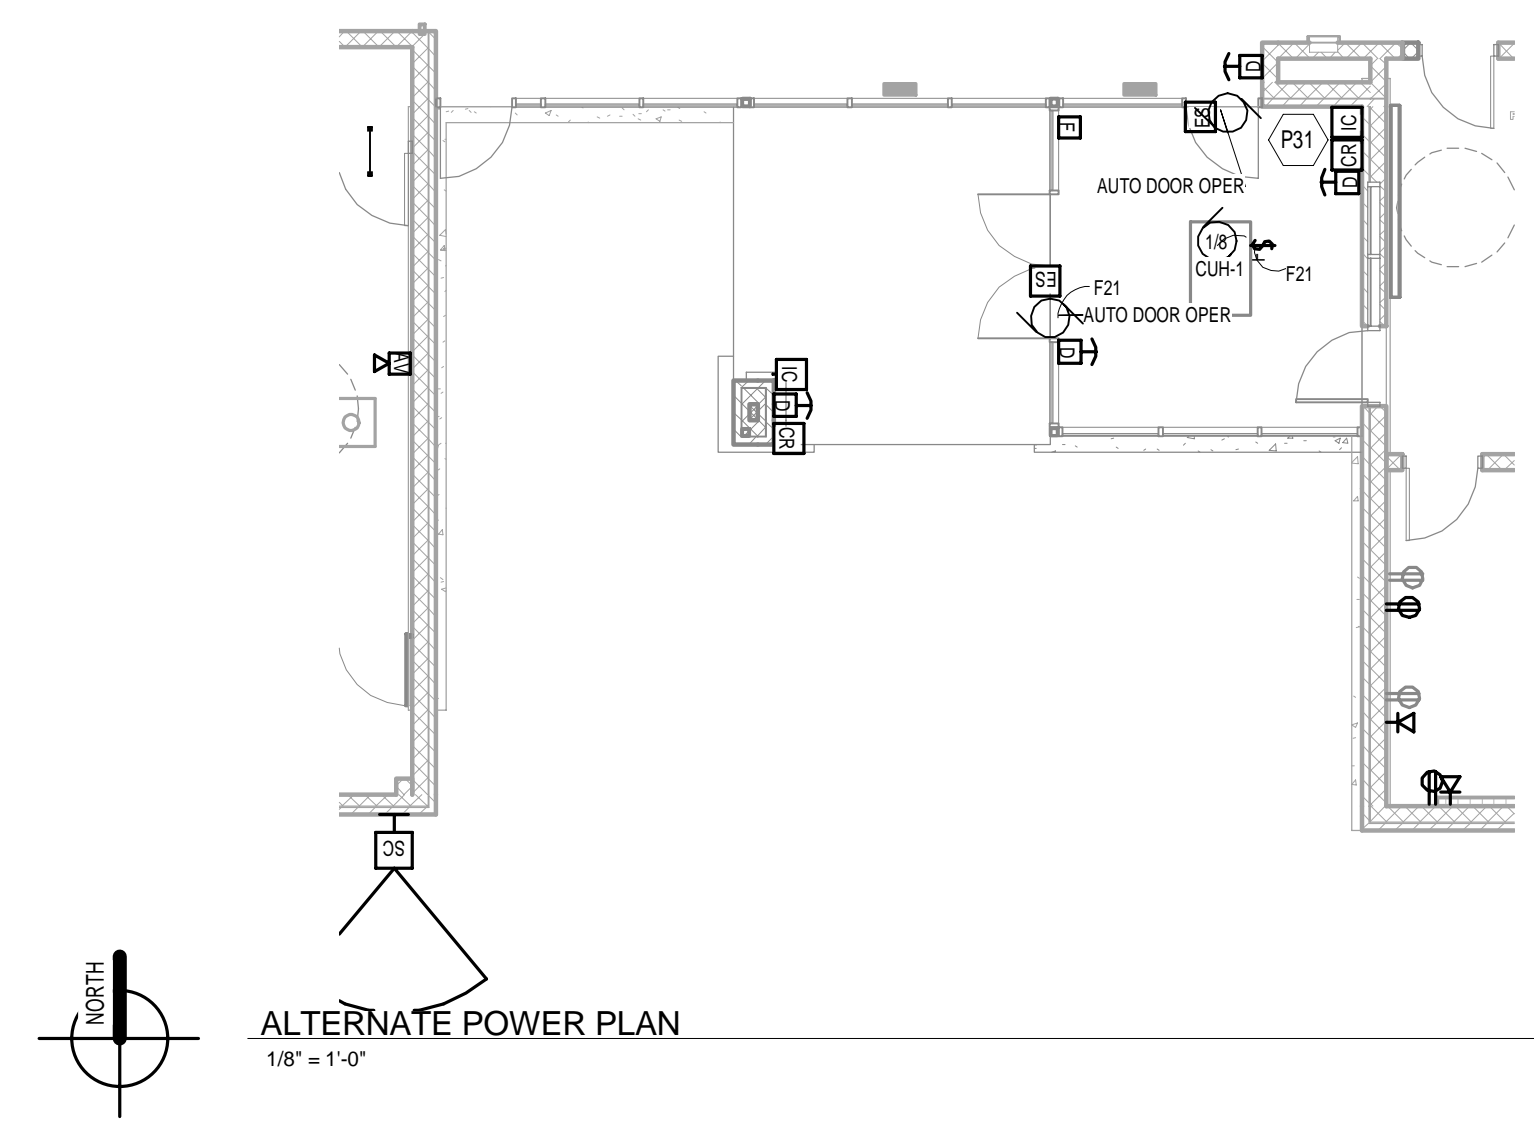 D
ES
P31
IC
CR
D
F
AUTO DOOR OPER
1/8
CUH-1
$
F21
ES
F21
AUTO DOOR OPER
D
AV
IC
D
CR
SC
NORTH
ALTERNATE POWER PLAN
1/8" = 1'-0"